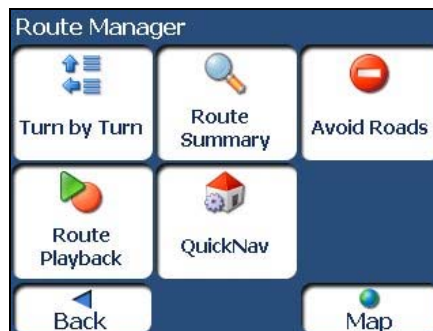 Route Manager
Turn by Turn
Route
Summary
Avoid Roads
Route
Playback
QuickNav
Back
Map